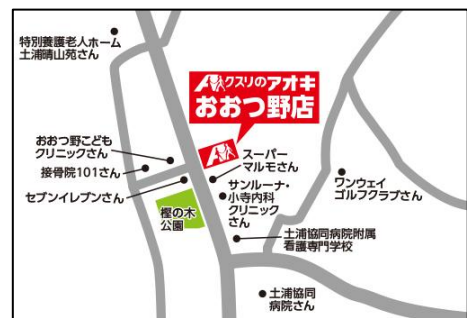 特別養護老人ホーム
土浦晴山苑さん
クスリのアオキ
おおつ野店
おおつ野こども
クリニックさん
接骨院101さん
セブンイレブンさん
スーパー
マルモさん
サンルーナ・
小寺内科
クリニック
さん
ワンウェイ
ゴルフクラブさん
樫の木
公園
土浦協同病院附属
看護専門学校
土浦協同
病院さん